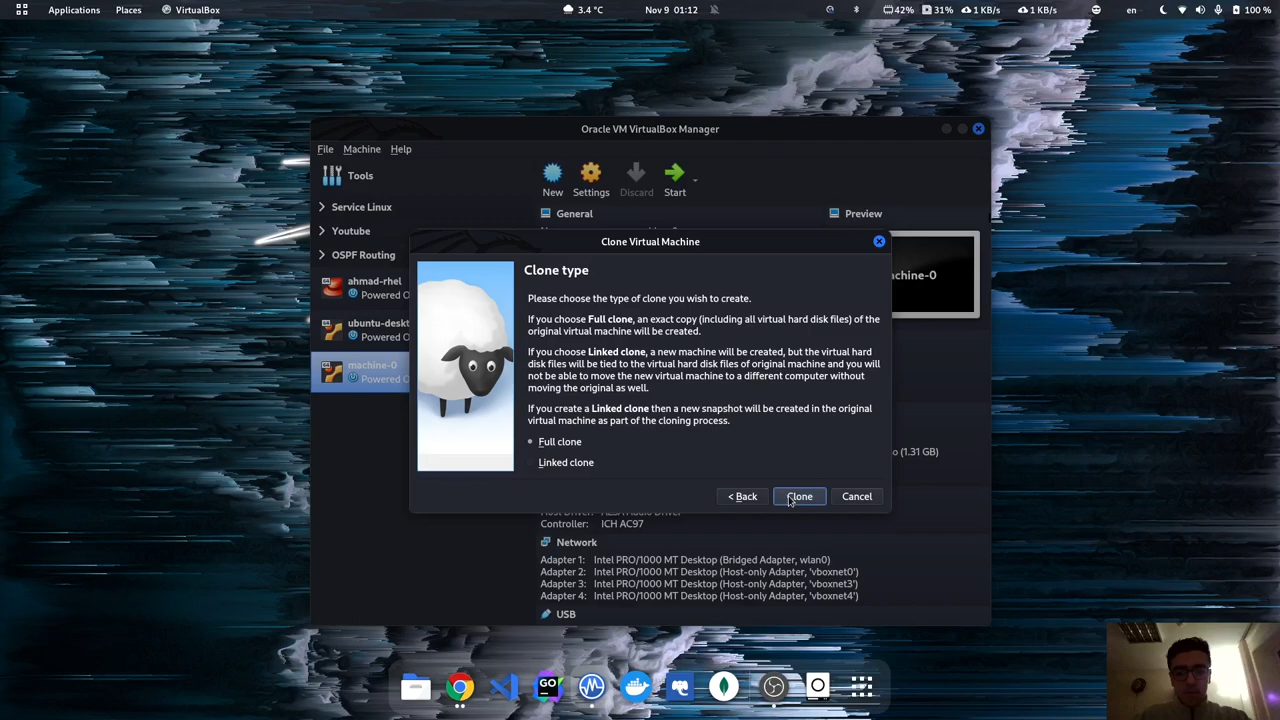 Applications Places VirtualBox 3.4 °C Nov 9 01:12 42% 31% 1 KB/s 1 KB/s en 100 %
Oracle VM VirtualBox Manager
File Machine Help
Tools
New Settings Discard Start
Service Linux
Youtube
OSPF Routing
ahmad-rhel
Powered O
ubuntu-deskt
Powered O
machine-0
Powered O
General
Preview
chine-0
Clone Virtual Machine
Clone type
Please choose the type of clone you wish to create.
If you choose Full clone, an exact copy (including all virtual hard disk files) of the
original virtual machine will be created.
If you choose Linked clone, a new machine will be created, but the virtual hard
disk files will be tied to the virtual hard disk files of original machine and you will
not be able to move the new virtual machine to a different computer without
moving the original as well.
If you create a Linked clone then a new snapshot will be created in the original
virtual machine as part of the cloning process.
Full clone
Linked clone
< Back Clone Cancel
o (1.31 GB)
Controller: ICH AC97
Network
Adapter 1: Intel PRO/1000 MT Desktop (Bridged Adapter, wlan0)
Adapter 2: Intel PRO/1000 MT Desktop (Host-only Adapter, 'vboxnet0')
Adapter 3: Intel PRO/1000 MT Desktop (Host-only Adapter, 'vboxnet3')
Adapter 4: Intel PRO/1000 MT Desktop (Host-only Adapter, 'vboxnet4')
USB
GO